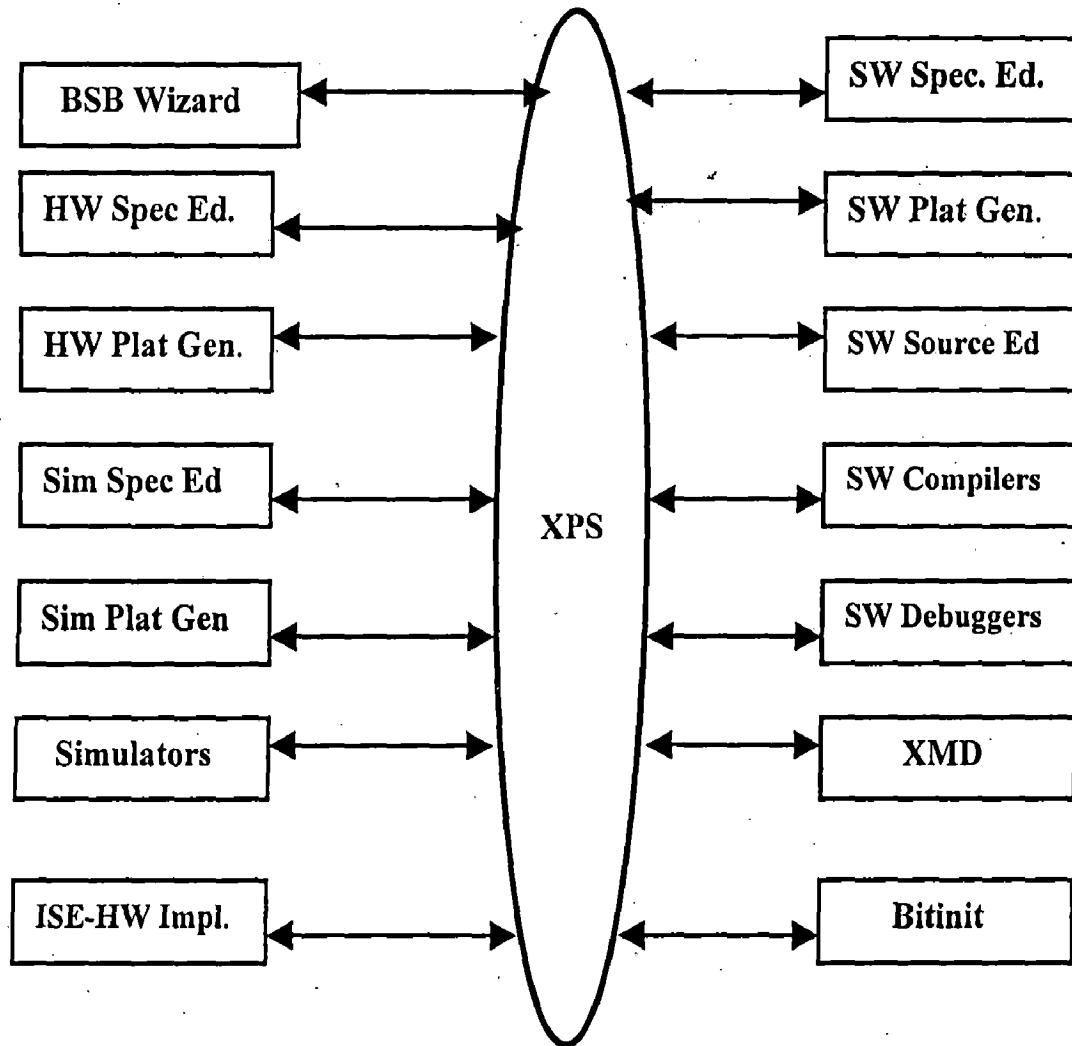 BSB Wizard
HW Spec Ed.
HW Plat Gen.
Sim Spec Ed
Sim Plat Gen
Simulators
ISE-HW Impl.
XPS
SW Spec. Ed.
SW Plat Gen.
SW Source Ed
SW Compilers
SW Debuggers
XMD
Bitinit